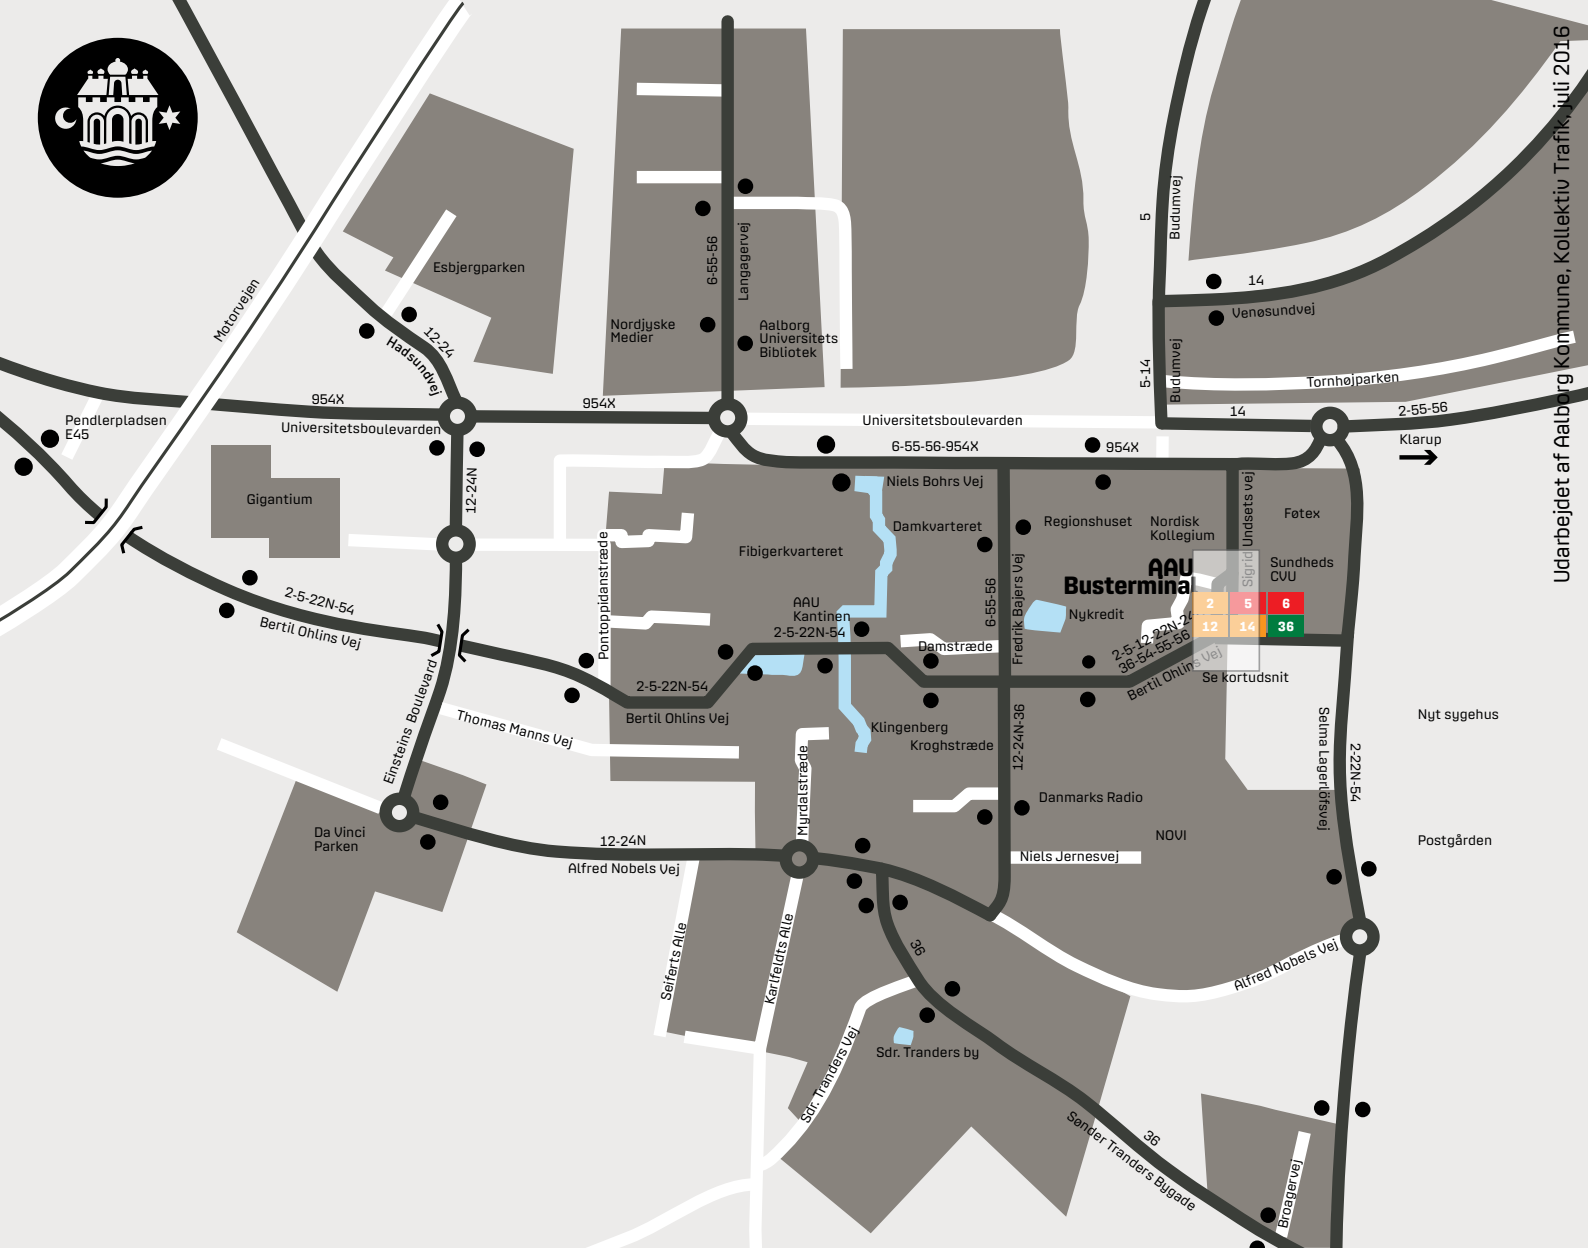 Udarbejdet af Aalborg Kommune, Kollektiv Trafik, juli 2016
Motorvejen
Esbjergparken
12-24
Hadsundvej
Nordjyske
Medier
6-55-56
Langagervej
Aalborg
Universitets
Bibliotek
5
Budumvej
14
Venøsundvej
5-14
Budumvej
Tornhøjparken
14
2-55-56
Klarup
954X
Universitetsboulevarden
954X
Universitetsboulevarden
6-55-56-954X
954X
Pendlerpladsen
E45
Gigantium
12-24N
Niels Bohrs Vej
Damkvarteret
Regionshuset
Nordisk
Kollegium
Sigrid Undsets vej
Føtex
Fibigerkvarteret
Pontoppidanstræde
AAU
Busterminal
Sundheds
CVU
2
5
6
12
14
36
2-5-22N-54
Bertil Ohlins Vej
AAU
Kantinen
2-5-22N-54
6-55-56
Fredrik Bajers Vej
Nykredit
Damstræde
2-5-12-22N-24
36-54-55-56
Bertil Ohlins Vej
Se kortudsnit
2-5-22N-54
Bertil Ohlins Vej
Einsteins Boulevard
Thomas Manns Vej
Klingenberg
Kroghstræde
12-24N-36
Selma Lagerlöfsvej
2-22N-54
Nyt sygehus
Myrdalstræde
Danmarks Radio
NOVI
Postgården
Da Vinci
Parken
12-24N
Alfred Nobels Vej
Niels Jernesvej
Seiferts Alle
Karlfeldts Alle
36
Alfred Nobels Vej
Sdr. Tranders Vej
Sdr. Tranders by
36
Sønder Tranders Bygade
Broagervej